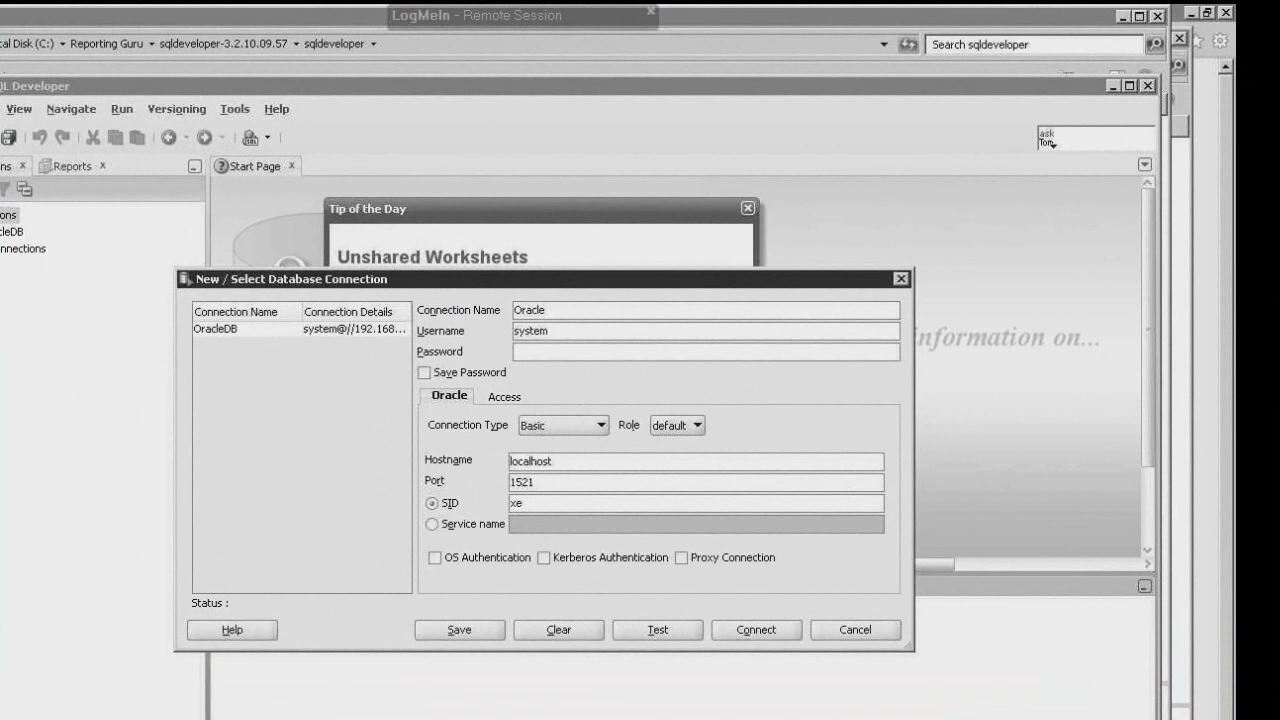 LogMeIn - Remote Session
al Disk (C:) Reporting Guru sqldeveloper-3.2.10.09.57 sqldeveloper
Search sqldeveloper
QL Developer
View Navigate Run Versioning Tools Help
ask
Tom
ns Reports
Start Page
ons
cleDB
nnections
Tip of the Day
Unshared Worksheets
New / Select Database Connection
Connection Name Connection Details
OracleDB system@//192.168...
Connection Name Oracle
Username system
Password
Save Password
Oracle Access
Connection Type Basic Role default
Hostname localhost
Port 1521
SID xe
Service name
OS Authentication Kerberos Authentication Proxy Connection
nformation on...
Status :
Help Save Clear Test Connect Cancel